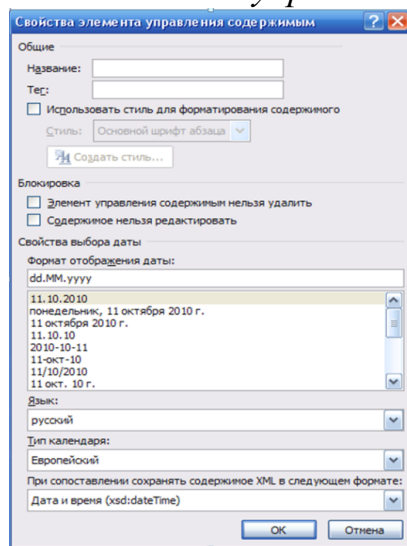 Свойства элемента управления содержимым
Общие
Название:
Тег:
Использовать стиль для форматирования содержимого
Стиль: Основной шрифт абзаца
Создать стиль...
Блокировка
Элемент управления содержимым нельзя удалить
Содержимое нельзя редактировать
Свойства выбора даты
Формат отображения даты:
dd.MM.yyyy
11.10.2010
понедельник, 11 октября 2010 г.
11 октября 2010 г.
11.10.10
2010-10-11
11-окт-10
11/10/2010
11 окт. 10 г.
Язык:
русский
Тип календаря:
Европейский
При сопоставлении сохранять содержимое XML в следующем формате:
Дата и время (xsd:dateTime)
ОК Отмена